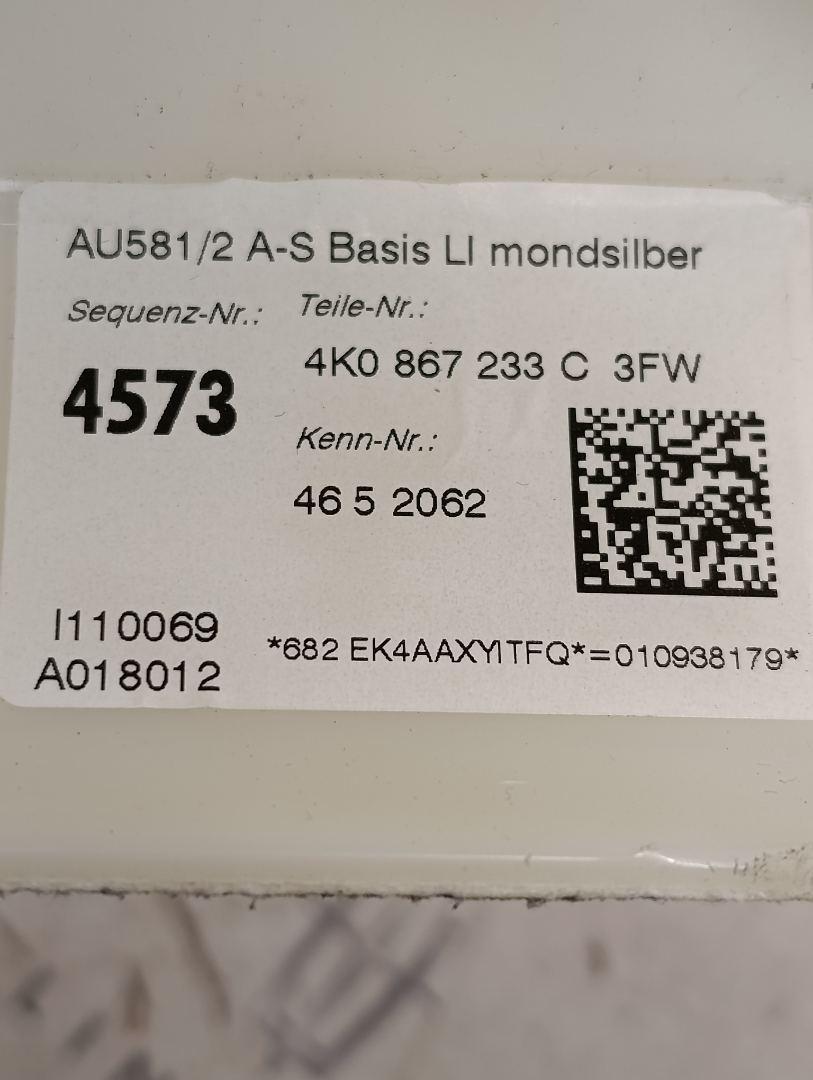 AU581/2 A-S Basis LI mondsilber
Sequenz-Nr.: Teile-Nr.:
4K0 867 233 C 3FW
4573
Kenn-Nr.:
46 5 2062
I110069
*682 EK4AAXYITFQ*=010938179*
A018012